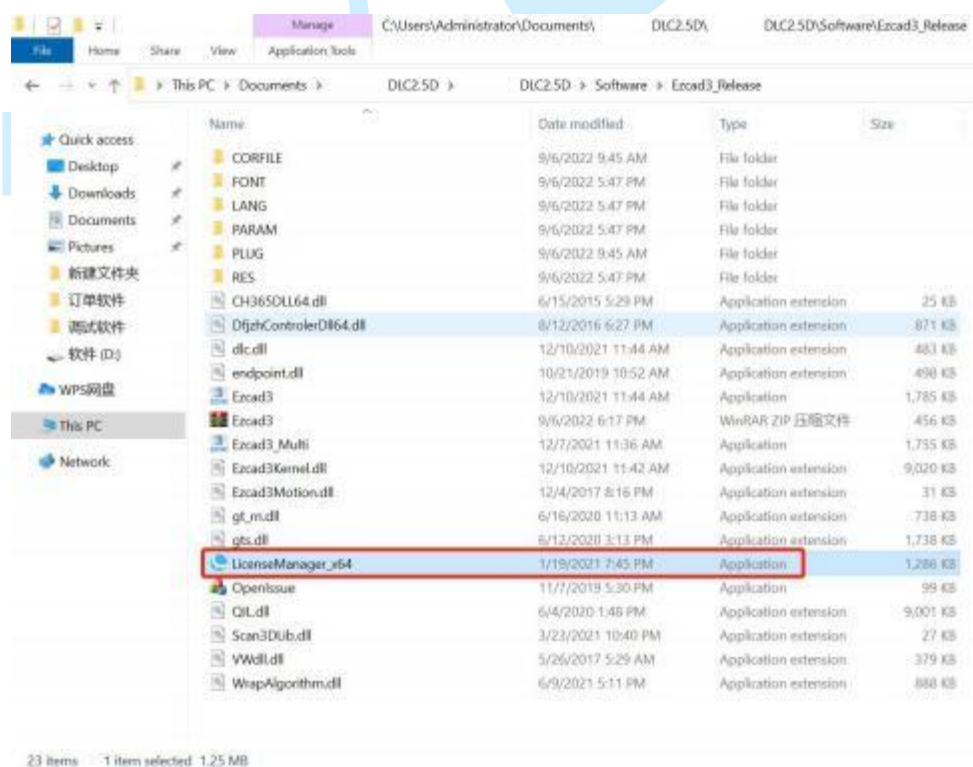 Manage C:\Users\Administrator\Documents\ DLC2.5D\ DLC2.5D\Software\Ezcad3_Release
File Home Share View Application Tools
This PC > Documents > DLC2.5D > DLC2.5D > Software > Ezcad3_Release
Name Date modified Type Size
Quick access
Desktop
Downloads
Documents
Pictures
新建文件夹
订单软件
调试软件
软件 (D:)
WPS网盘
This PC
Network
CORFILE 9/6/2022 9:45 AM File folder
FONT 9/6/2022 5:47 PM File folder
LANG 9/6/2022 5:47 PM File folder
PARAM 9/6/2022 5:47 PM File folder
PLUG 9/6/2022 9:45 AM File folder
RES 9/6/2022 5:47 PM File folder
CH365DLL64.dll 6/15/2015 5:29 PM Application extension 25 KB
DfjzhControlerDll64.dll 8/12/2016 6:27 PM Application extension 871 KB
dlc.dll 12/10/2021 11:44 AM Application extension 483 KB
endpoint.dll 10/21/2019 10:52 AM Application extension 498 KB
Ezcad3 12/10/2021 11:44 AM Application 1,785 KB
Ezcad3 9/6/2022 6:17 PM WinRAR ZIP 压缩文件 456 KB
Ezcad3_Multi 12/7/2021 11:36 AM Application 1,755 KB
Ezcad3Kernel.dll 12/10/2021 11:42 AM Application extension 9,020 KB
Ezcad3Motion.dll 12/4/2017 8:16 PM Application extension 31 KB
gt_m.dll 6/16/2020 11:13 AM Application extension 738 KB
gts.dll 6/12/2020 3:13 PM Application extension 1,738 KB
LicenseManager_x64 1/19/2021 7:45 PM Application 1,286 KB
OpenIssue 11/7/2019 5:30 PM Application 99 KB
QIL.dll 6/4/2020 1:48 PM Application extension 9,001 KB
Scan3DLib.dll 3/23/2021 10:40 PM Application extension 27 KB
VWdll.dll 5/26/2017 5:29 AM Application extension 379 KB
WrapAlgorithm.dll 6/9/2021 5:11 PM Application extension 888 KB
23 items 1 item selected 1.25 MB